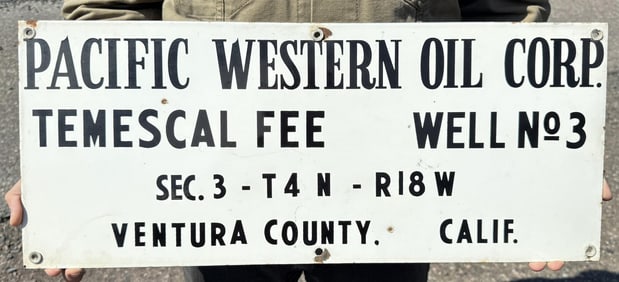 PACIFIC WESTERN OIL CORP.
TEMESCAL FEE WELL Nº 3
SEC. 3 - T 4 N - R 18 W
VENTURA COUNTY. CALIF.